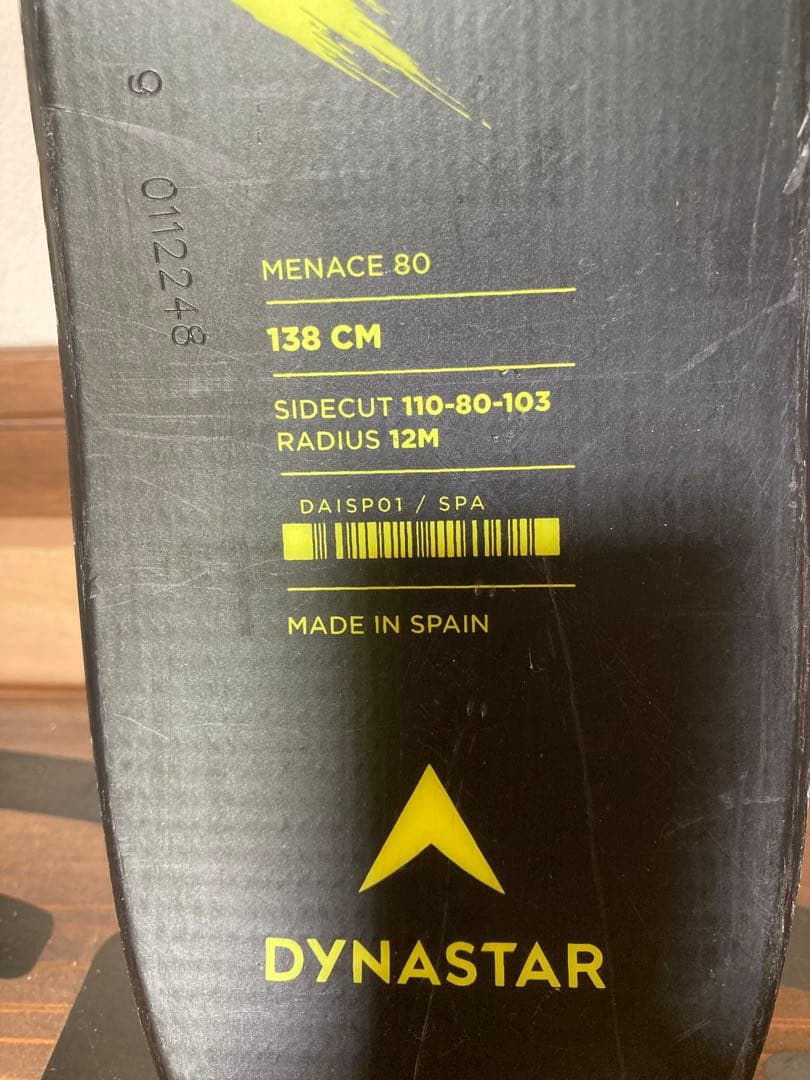 9 0112248
MENACE 80
138 CM
SIDECUT 110-80-103
RADIUS 12M
DAISP01 / SPA
MADE IN SPAIN
DYNASTAR